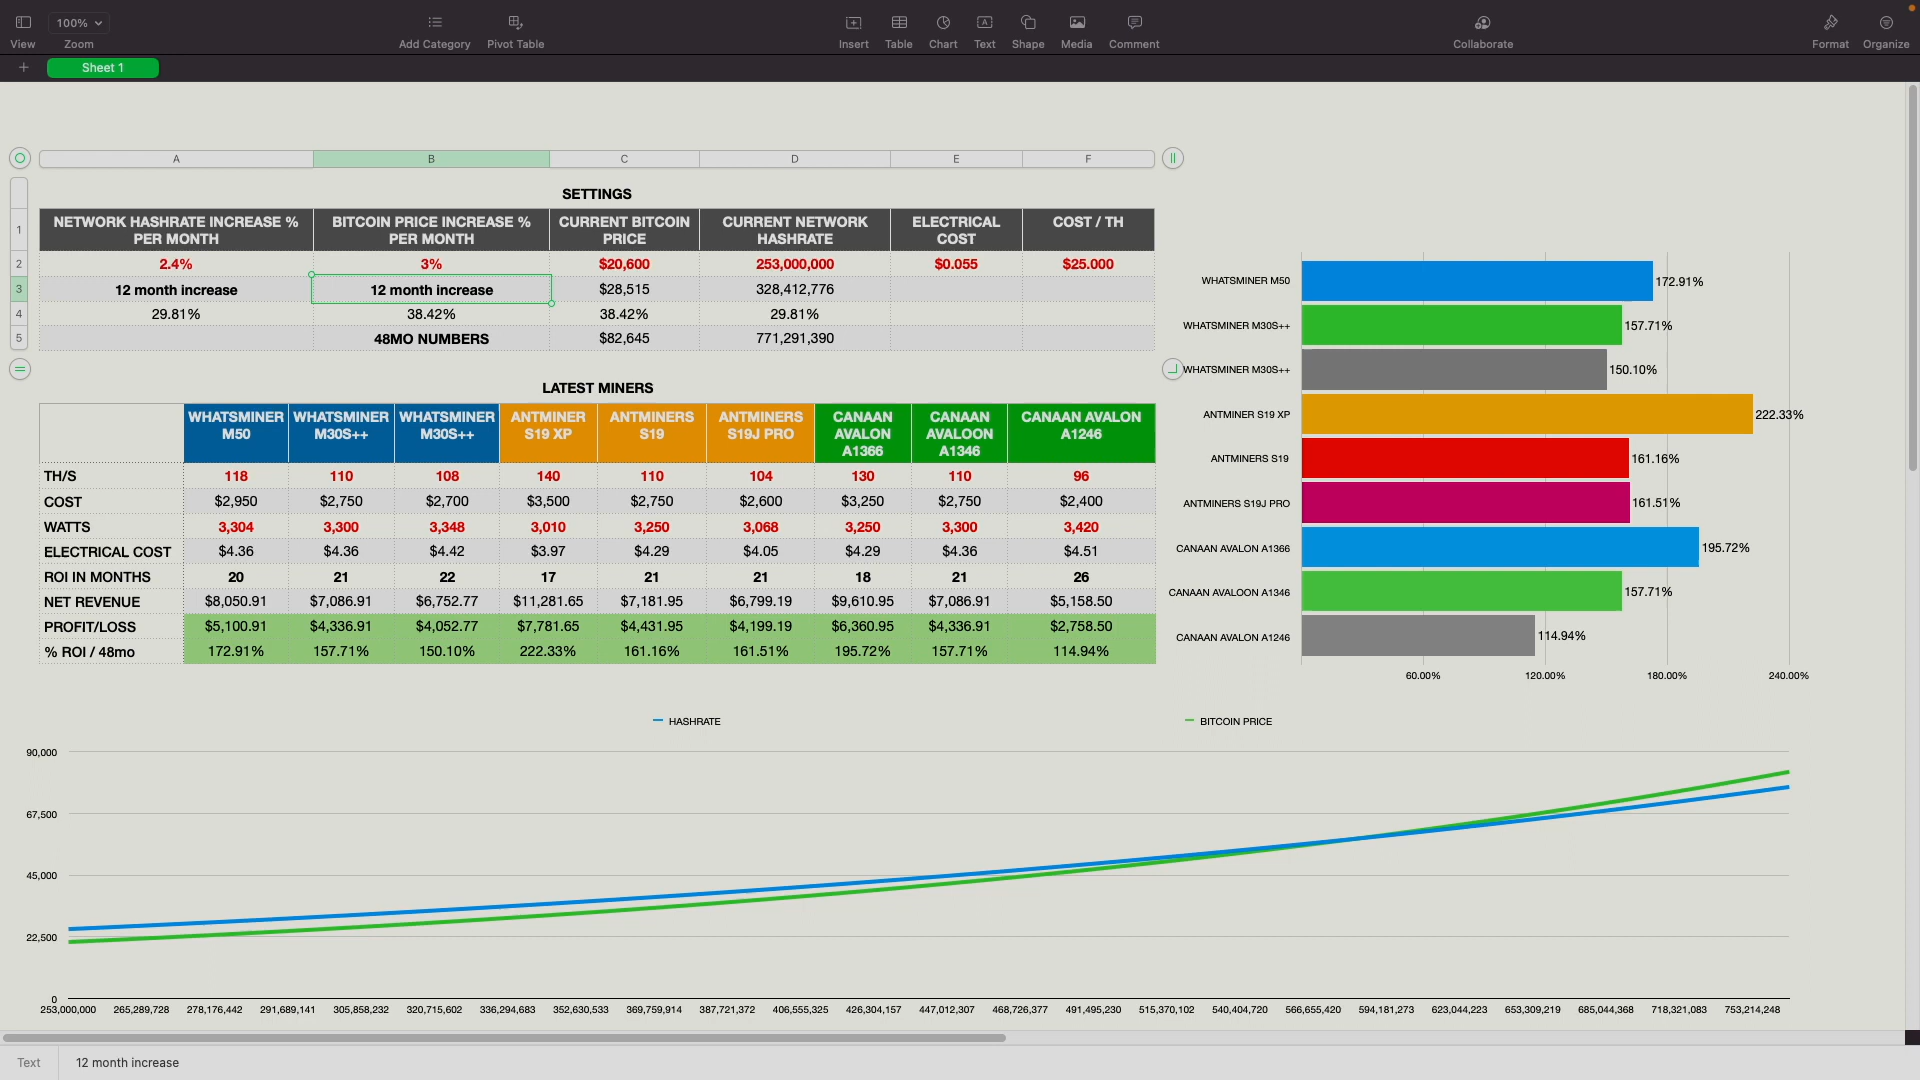 100%
View
Zoom
Add Category
Pivot Table
Insert
Table
Chart
Text
Shape
Media
Comment
Collaborate
Format
Organize
+ Sheet 1
A B C D E F
SETTINGS
NETWORK HASHRATE INCREASE % PER MONTH
BITCOIN PRICE INCREASE % PER MONTH
CURRENT BITCOIN PRICE
CURRENT NETWORK HASHRATE
ELECTRICAL COST
COST / TH
1
2 2.4% 3% $20,600 253,000,000 $0.055 $25.000
3 12 month increase 12 month increase $28,515 328,412,776
4 29.81% 38.42% 38.42% 29.81%
5 48MO NUMBERS $82,645 771,291,390
LATEST MINERS
WHATSMINER M50
WHATSMINER M30S++
WHATSMINER M30S++
ANTMINER S19 XP
ANTMINERS S19
ANTMINERS S19J PRO
CANAAN AVALON A1366
CANAAN AVALOON A1346
CANAAN AVALON A1246
TH/S 118 110 108 140 110 104 130 110 96
COST $2,950 $2,750 $2,700 $3,500 $2,750 $2,600 $3,250 $2,750 $2,400
WATTS 3,304 3,300 3,348 3,010 3,250 3,068 3,250 3,300 3,420
ELECTRICAL COST $4.36 $4.36 $4.42 $3.97 $4.29 $4.05 $4.29 $4.36 $4.51
ROI IN MONTHS 20 21 22 17 21 21 18 21 26
NET REVENUE $8,050.91 $7,086.91 $6,752.77 $11,281.65 $7,181.95 $6,799.19 $9,610.95 $7,086.91 $5,158.50
PROFIT/LOSS $5,100.91 $4,336.91 $4,052.77 $7,781.65 $4,431.95 $4,199.19 $6,360.95 $4,336.91 $2,758.50
% ROI / 48mo 172.91% 157.71% 150.10% 222.33% 161.16% 161.51% 195.72% 157.71% 114.94%
WHATSMINER M50 172.91%
WHATSMINER M30S++ 157.71%
WHATSMINER M30S++ 150.10%
ANTMINER S19 XP 222.33%
ANTMINERS S19 161.16%
ANTMINERS S19J PRO 161.51%
CANAAN AVALON A1366 195.72%
CANAAN AVALOON A1346 157.71%
CANAAN AVALON A1246 114.94%
60.00% 120.00% 180.00% 240.00%
HASHRATE BITCOIN PRICE
90,000
67,500
45,000
22,500
0
253,000,000 265,289,728 278,176,442 291,689,141 305,858,232 320,715,602 336,294,683 352,630,533 369,759,914 387,721,372 406,555,325 426,304,157 447,012,307 468,726,377 491,495,230 515,370,102 540,404,720 566,655,420 594,181,273 623,044,223 653,309,219 685,044,368 718,321,083 753,214,248
Text 12 month increase